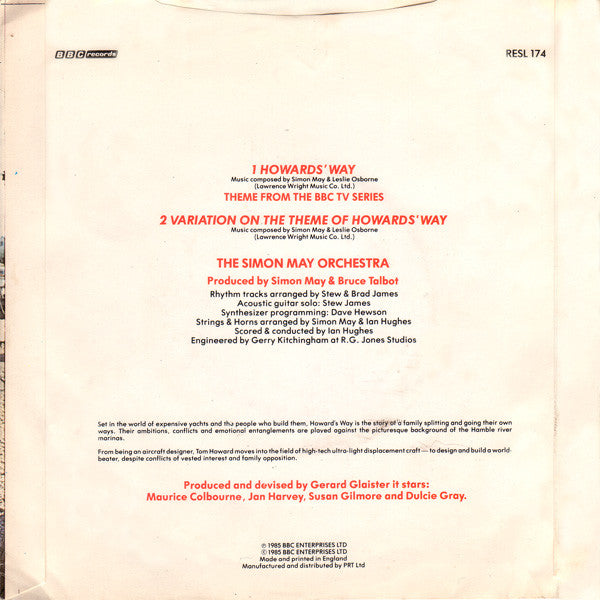 BBC records
RESL 174
1 HOWARDS' WAY
Music composed by Simon May & Leslie Osborne
(Lawrence Wright Music Co. Ltd.)
THEME FROM THE BBC TV SERIES
2 VARIATION ON THE THEME OF HOWARDS' WAY
Music composed by Simon May & Leslie Osborne
(Lawrence Wright Music Co. Ltd.)
THE SIMON MAY ORCHESTRA
Produced by Simon May & Bruce Talbot
Rhythm tracks arranged by Stew & Brad James
Acoustic guitar solo: Stew James
Synthesizer programming: Dave Hewson
Strings & Horns arranged by Simon May & Ian Hughes
Scored & conducted by Ian Hughes
Engineered by Gerry Kitchingham at R.G. Jones Studios
Set in the world of expensive yachts and the people who build them, Howard's Way is the story of a family splitting and going their own
ways. Their ambitions, conflicts and emotional entanglements are played against the picturesque background of the Hamble river
marinas.
From being an aircraft designer, Tom Howard moves into the field of high-tech ultra-light displacement craft — to design and build a world-
beater, despite conflicts of vested interest and family opposition.
Produced and devised by Gerard Glaister it stars:
Maurice Colbourne, Jan Harvey, Susan Gilmore and Dulcie Gray.
℗ 1985 BBC ENTERPRISES LTD
© 1985 BBC ENTERPRISES LTD
Made and printed in England
Manufactured and distributed by PRT Ltd